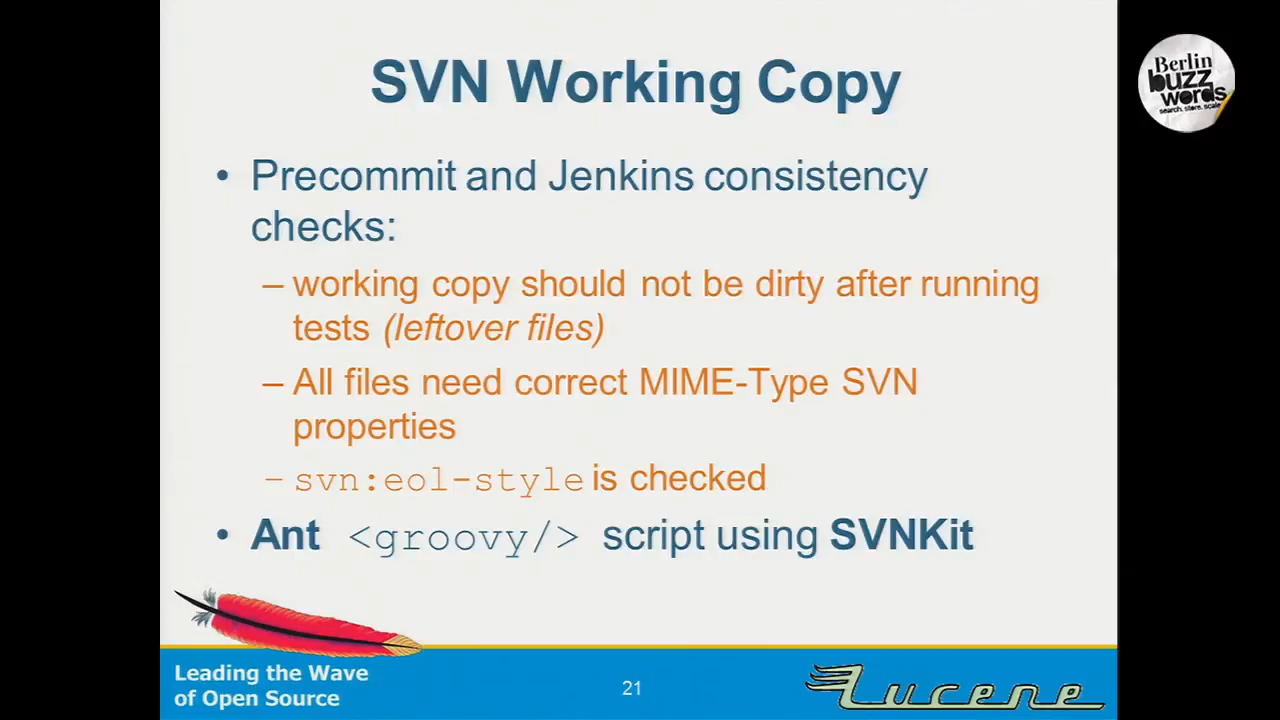 SVN Working Copy
• Precommit and Jenkins consistency
checks:
– working copy should not be dirty after running
tests (leftover files)
– All files need correct MIME-Type SVN
properties
– svn:eol-style is checked
• Ant <groovy/> script using SVNKit
Leading the Wave
of Open Source
21
Lucene
Berlin
buzz
words
search. store. scale.